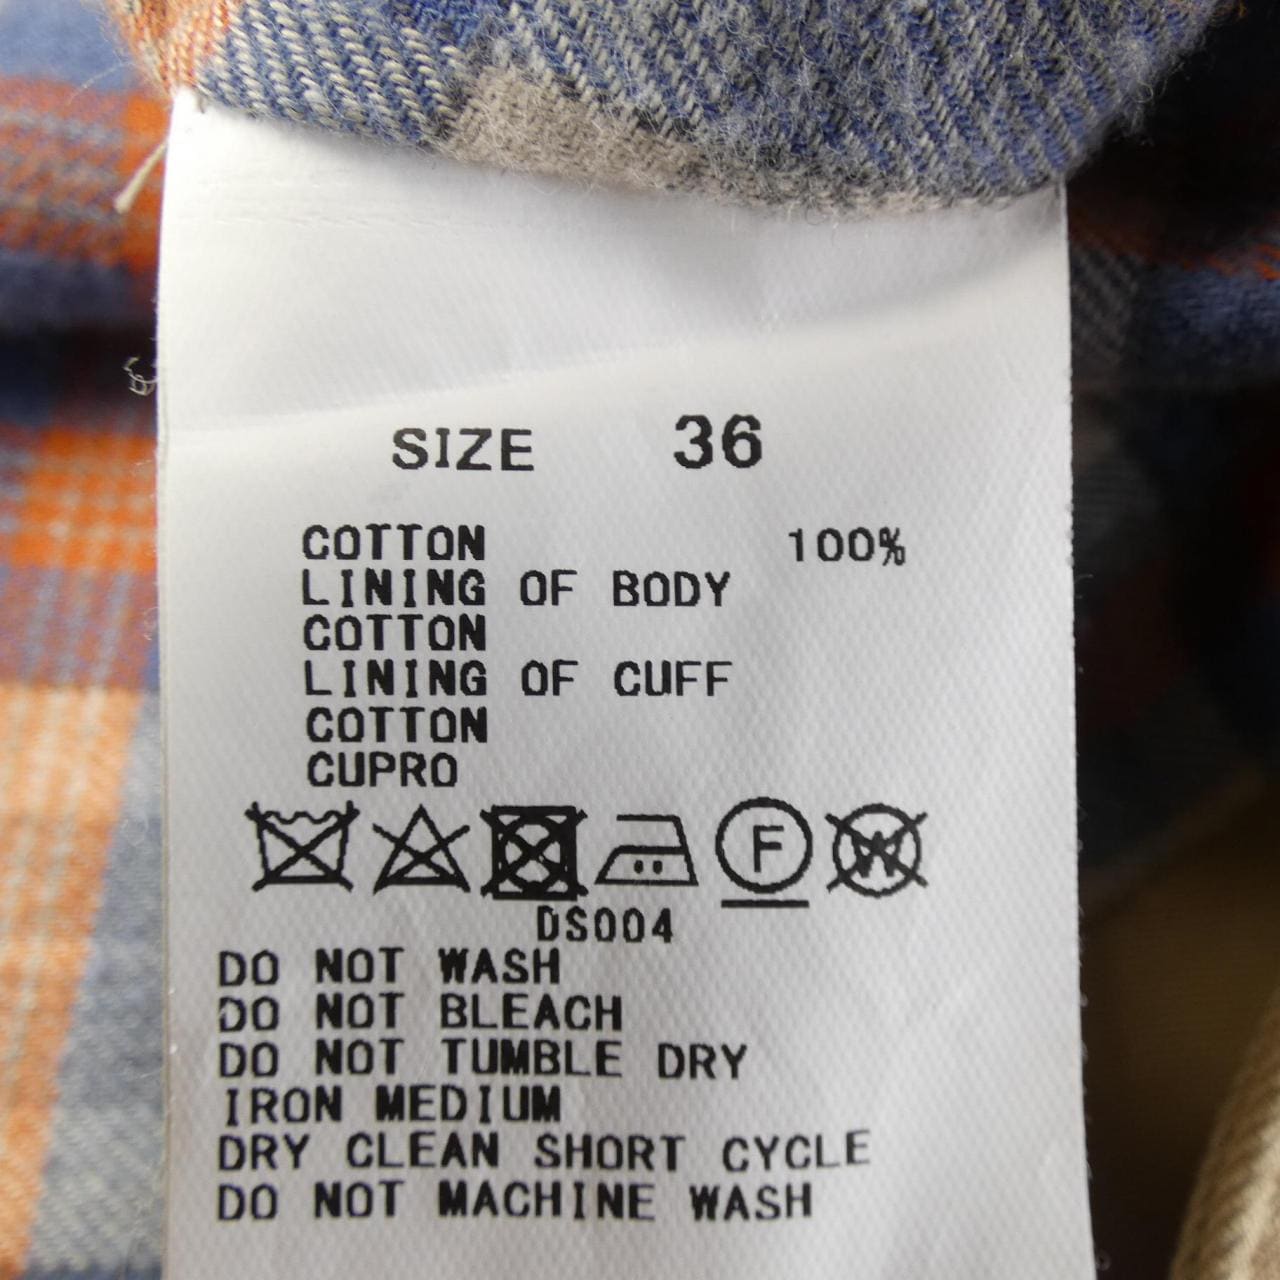 SIZE 36
COTTON 100%
LINING OF BODY
COTTON
LINING OF CUFF
COTTON
CUPRO
F W
DS004
DO NOT WASH
DO NOT BLEACH
DO NOT TUMBLE DRY
IRON MEDIUM
DRY CLEAN SHORT CYCLE
DO NOT MACHINE WASH